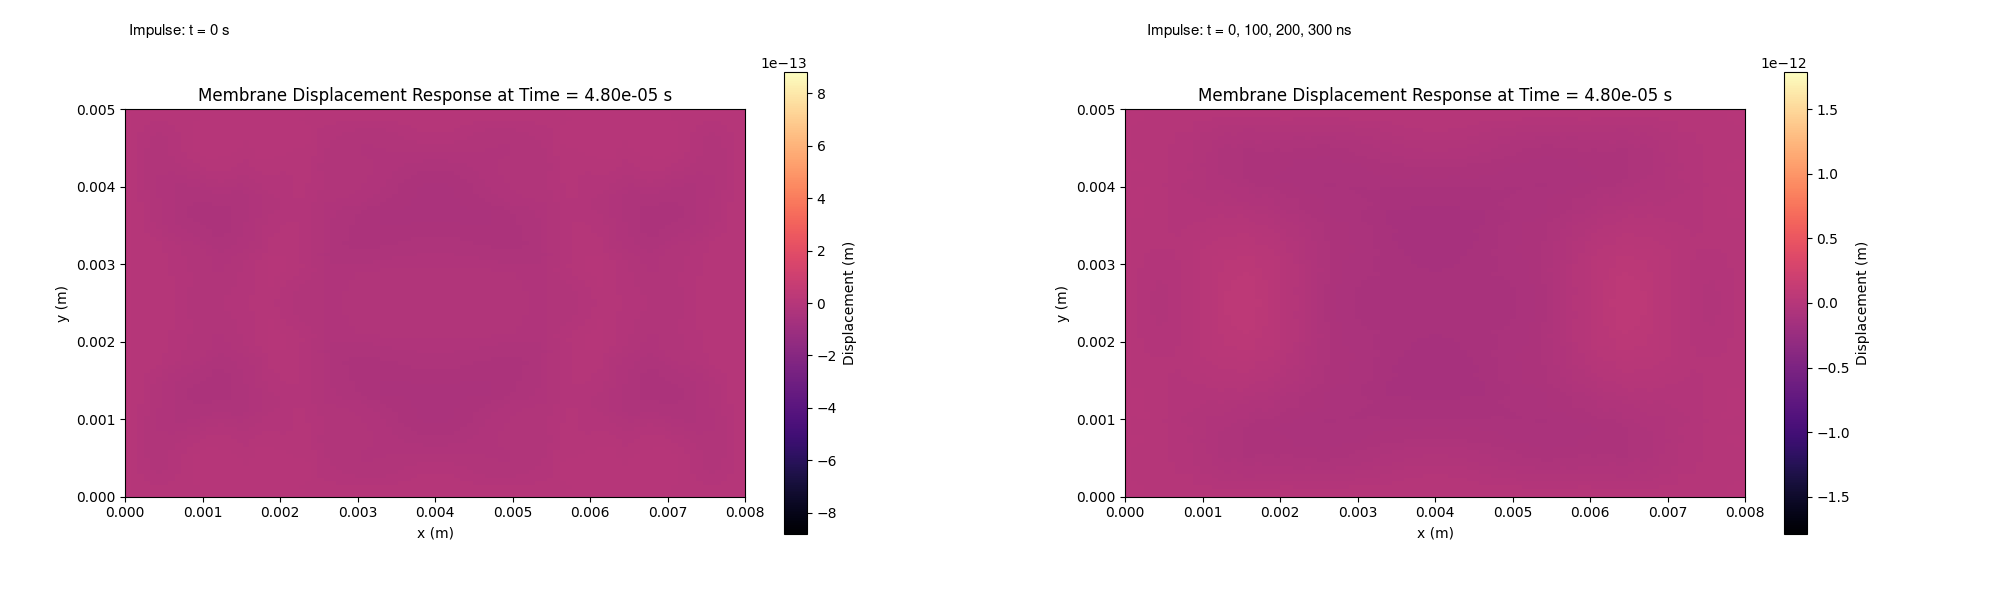 Impulse: t = 0 s
1e−13
Membrane Displacement Response at Time = 4.80e-05 s
0.005
0.004
0.003
0.002
0.001
0.000
y (m)
0.000 0.001 0.002 0.003 0.004 0.005 0.006 0.007 0.008
x (m)
8
6
4
2
0
−2
−4
−6
−8
Displacement (m)
Impulse: t = 0, 100, 200, 300 ns
1e−12
Membrane Displacement Response at Time = 4.80e-05 s
0.005
0.004
0.003
0.002
0.001
0.000
y (m)
0.000 0.001 0.002 0.003 0.004 0.005 0.006 0.007 0.008
x (m)
1.5
1.0
0.5
0.0
−0.5
−1.0
−1.5
Displacement (m)